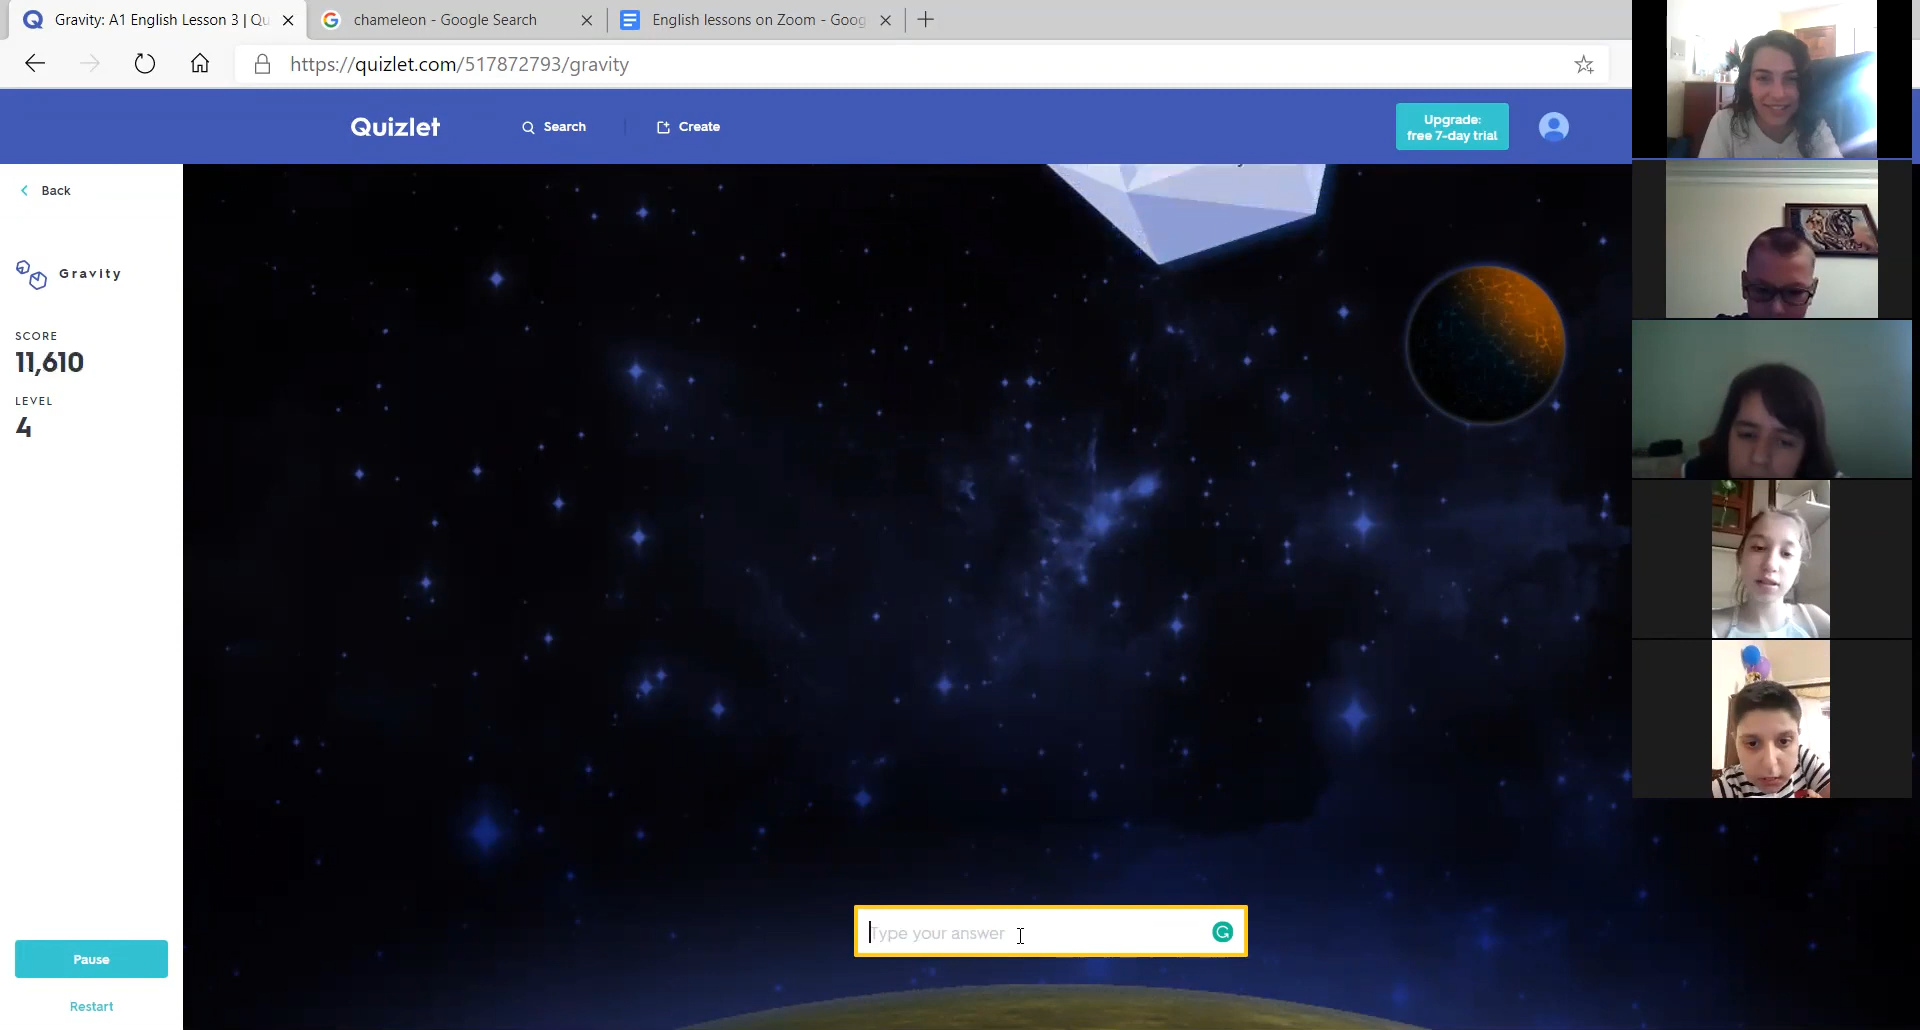 Gravity: A1 English Lesson 3 | Qu
chameleon - Google Search
English lessons on Zoom - Goog
https://quizlet.com/517872793/gravity
Quizlet
Search
Create
Upgrade:
free 7-day trial
Back
Gravity
SCORE
11,610
LEVEL
4
Type your answer
Pause
Restart